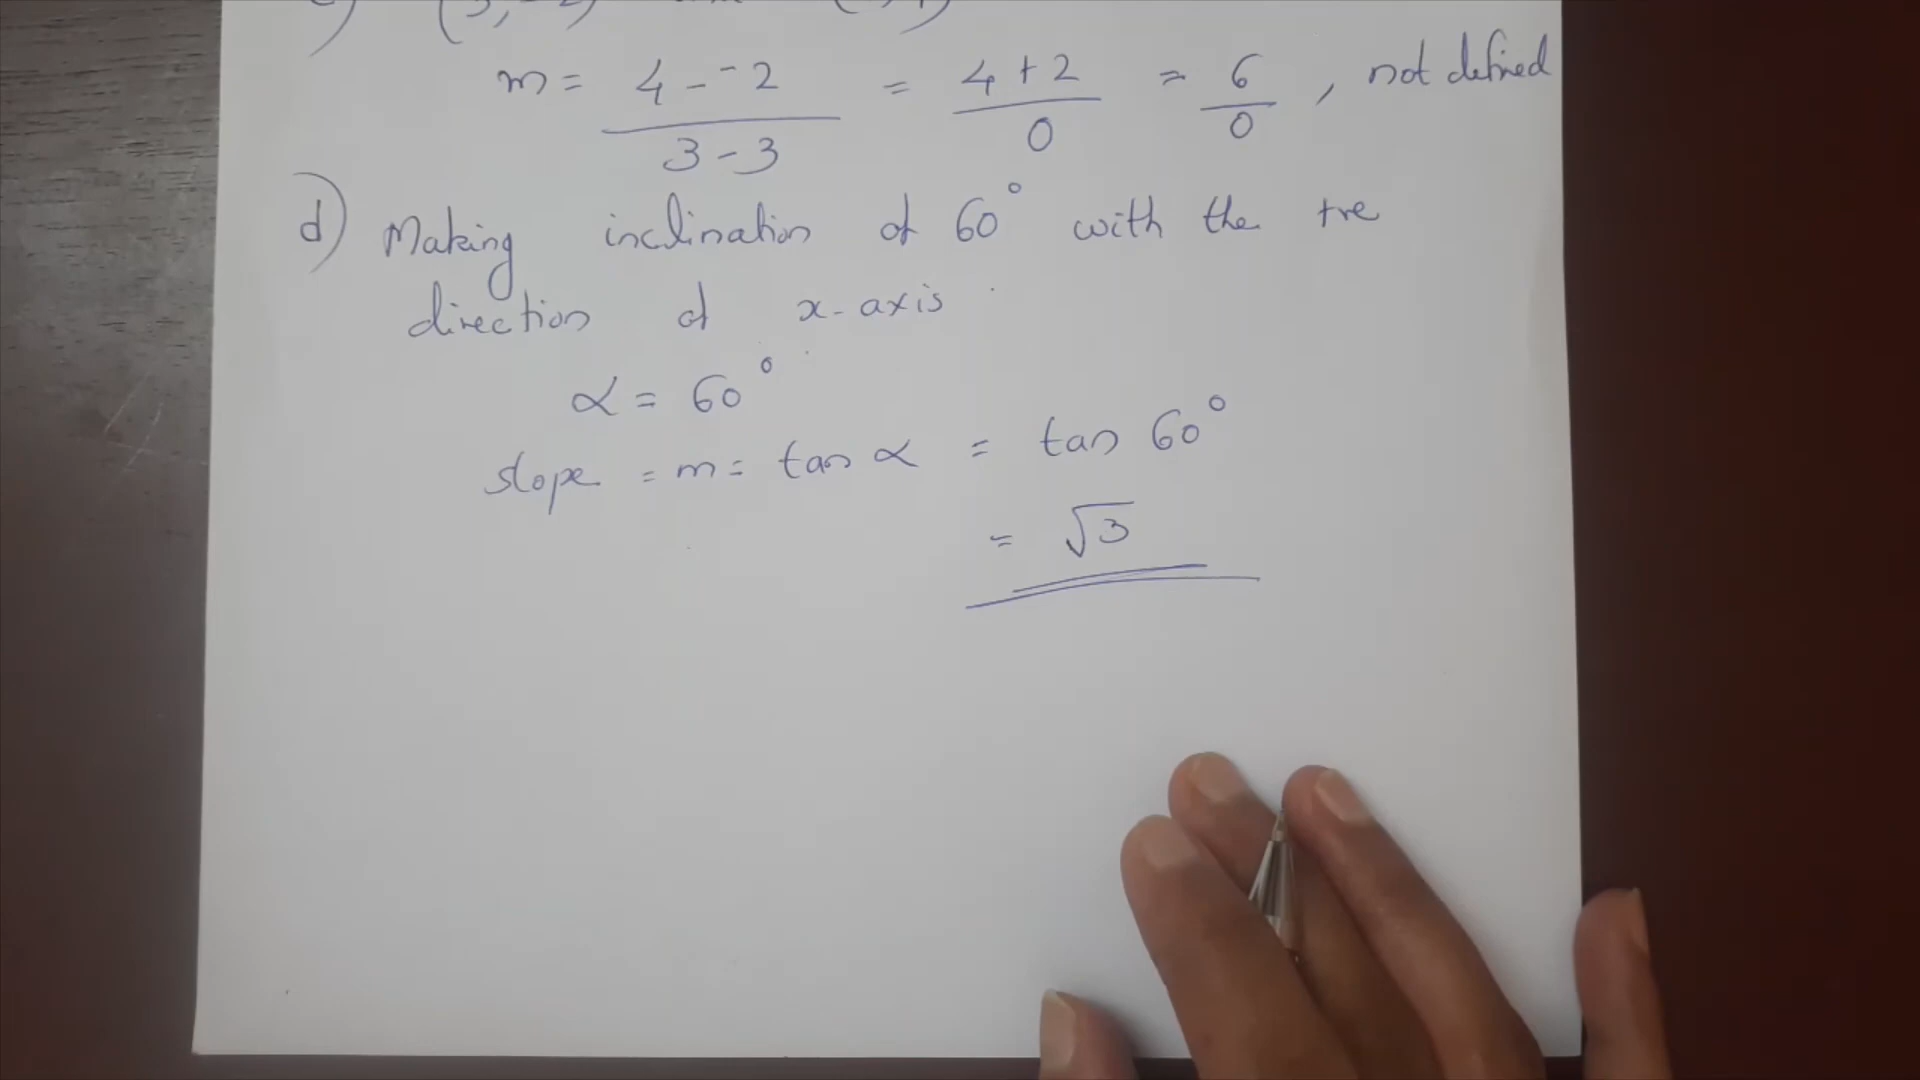 m = 4 - -2 / 3 - 3 = 4 + 2 / 0 = 6 / 0 , not defined
d) Making inclination of 60° with the +ve
direction of x-axis
α = 60°
slope = m = tan α = tan 60°
= √3